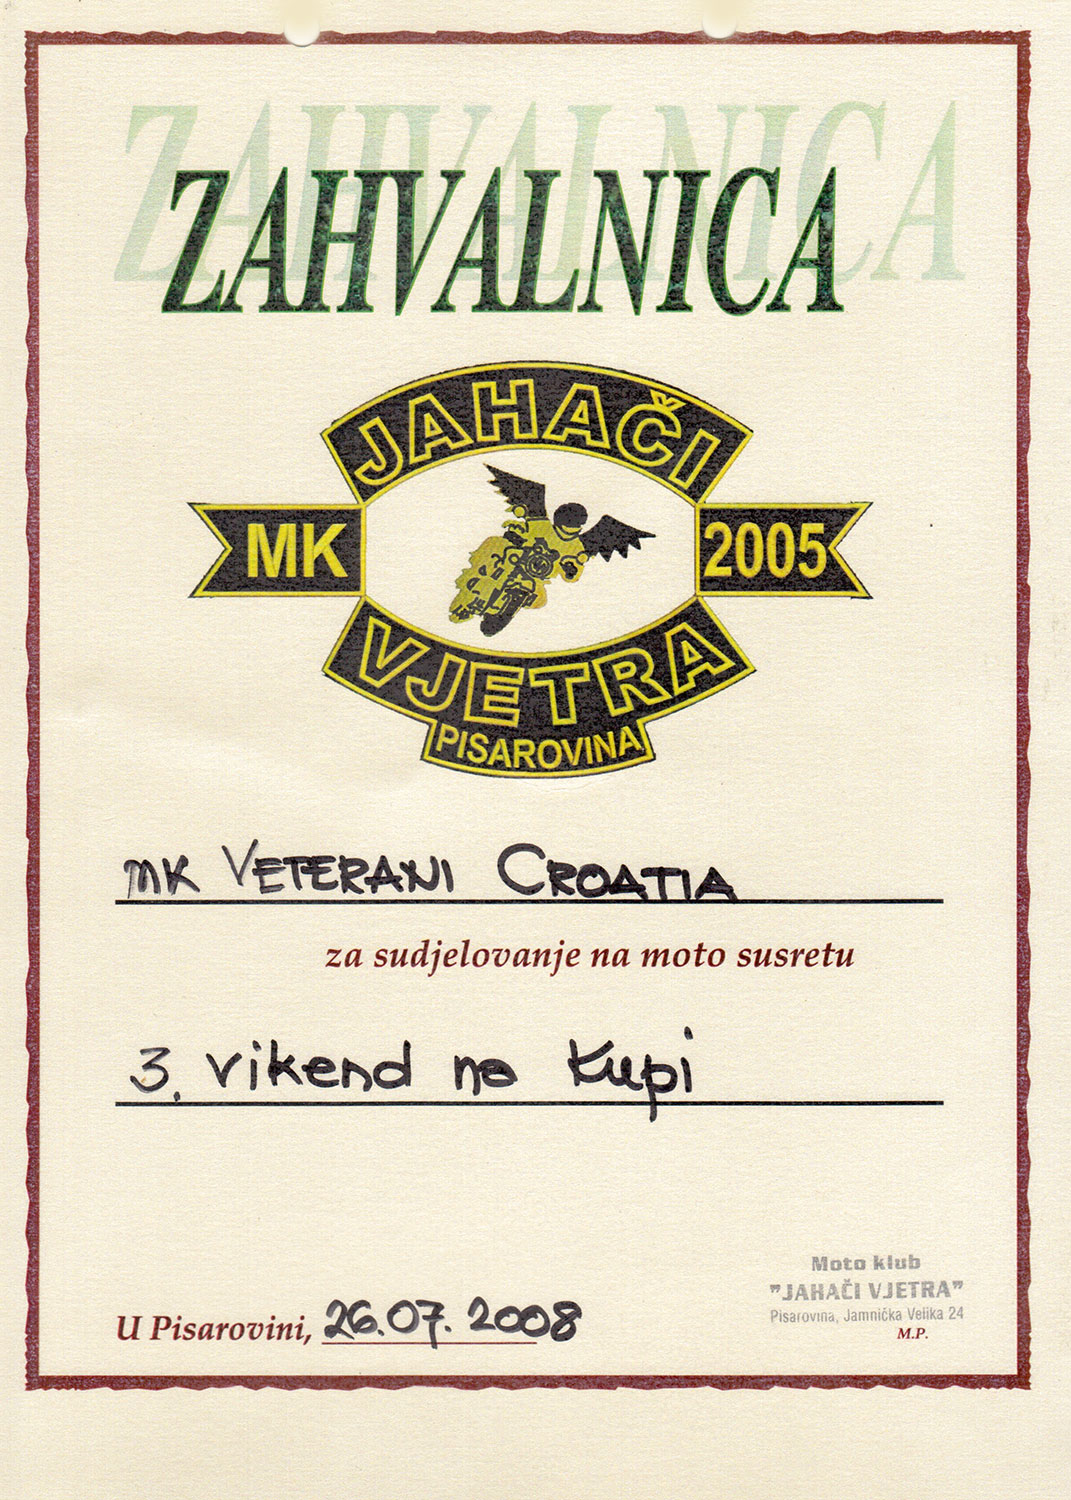 ZAHVALNICA
ZAHVALNICA
JAHAČI
MK 2005
VJETRA
PISAROVINA
MK VETERANI CROATIA
za sudjelovanje na moto susretu
3. vikend na Kupi
Moto klub
"JAHAČI VJETRA"
Pisarovina, Jamnička Velika 24
M.P.
U Pisarovini, 26.07.2008